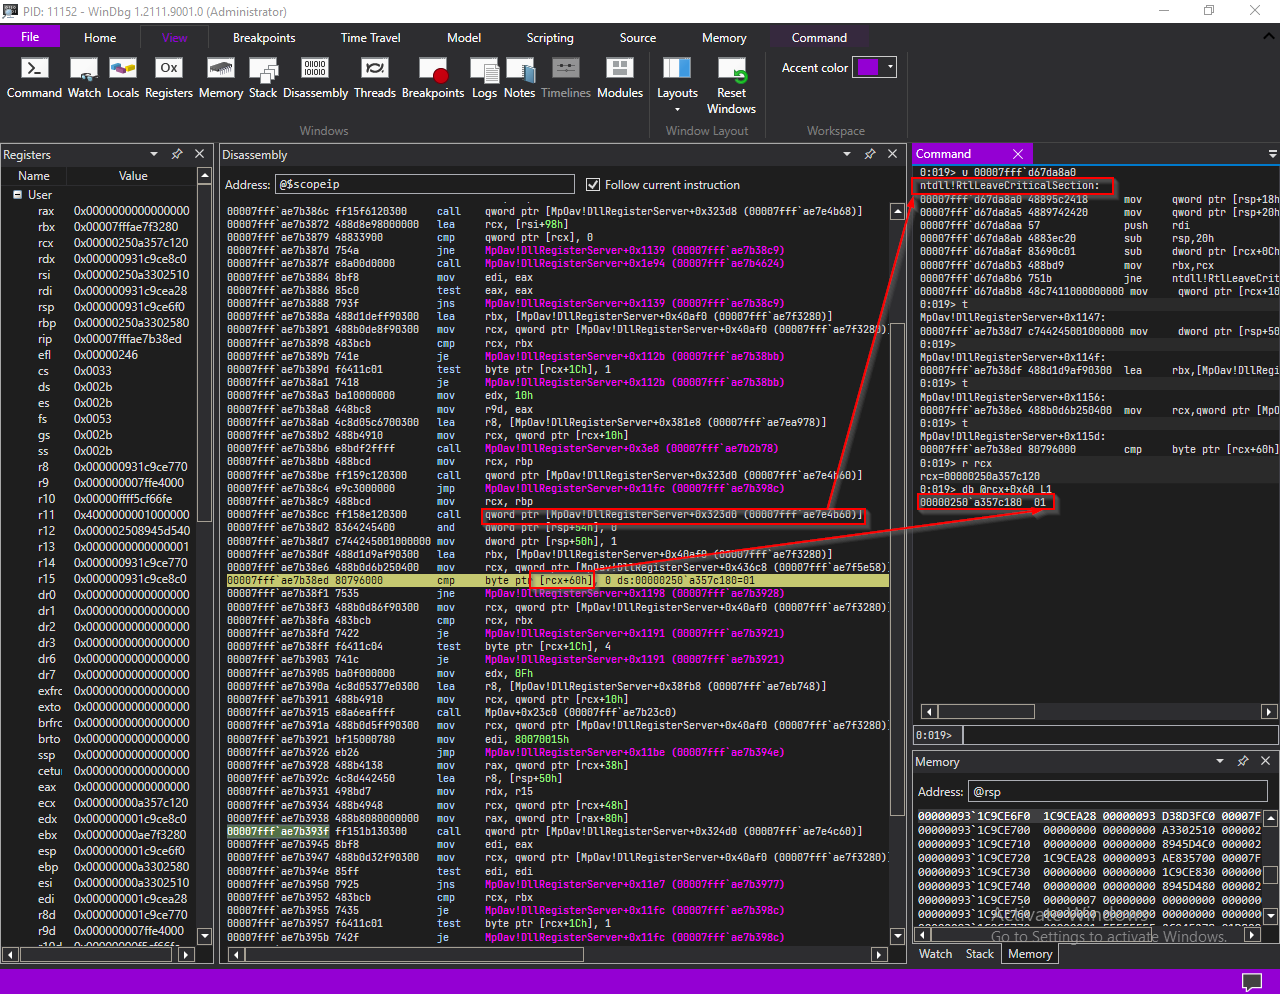 PID: 11152 - WinDbg 1.2111.9001.0 (Administrator)
File Home View Breakpoints Time Travel Model Scripting Source Memory Command
Command Watch Locals Registers Memory Stack Disassembly Threads Breakpoints Logs Notes Timelines Modules Layouts Reset Windows Accent color
Windows Window Layout Workspace
Registers
Name Value
User
rax 0x0000000000000000
rbx 0x00007fffae7f3280
rcx 0x00000250a357c120
rdx 0x000000931c9ce8c0
rsi 0x00000250a3302510
rdi 0x000000931c9cea28
rsp 0x000000931c9ce6f0
rbp 0x00000250a3302580
rip 0x00007fffae7b38ed
efl 0x00000246
cs 0x0033
ds 0x002b
es 0x002b
fs 0x0053
gs 0x002b
ss 0x002b
r8 0x000000931c9ce770
r9 0x000000007ffe4000
r10 0x00000ffff5cf66fe
r11 0x4000000001000000
r12 0x000002508945d540
r13 0x0000000000000001
r14 0x000000931c9ce770
r15 0x000000931c9ce8c0
dr0 0x0000000000000000
dr1 0x0000000000000000
dr2 0x0000000000000000
dr3 0x0000000000000000
dr6 0x0000000000000000
dr7 0x0000000000000000
exfrc 0x0000000000000000
exto 0x0000000000000000
brfrc 0x0000000000000000
brto 0x0000000000000000
ssp 0x0000000000000000
cetu 0x0000000000000000
eax 0x0000000000000000
ecx 0x00000000a357c120
edx 0x000000001c9ce8c0
ebx 0x00000000ae7f3280
esp 0x000000001c9ce6f0
ebp 0x00000000a3302580
esi 0x00000000a3302510
edi 0x000000001c9cea28
r8d 0x000000001c9ce770
r9d 0x000000007ffe4000
Disassembly
Address: @$scopeip Follow current instruction
00007fff`ae7b386c ff15f6120300 call qword ptr [MpOav!DllRegisterServer+0x323d8 (00007fff`ae7e4b68)]
00007fff`ae7b3872 488d8e98000000 lea rcx, [rsi+98h]
00007fff`ae7b3879 48833900 cmp qword ptr [rcx], 0
00007fff`ae7b387d 754a jne MpOav!DllRegisterServer+0x1139 (00007fff`ae7b38c9)
00007fff`ae7b387f e8a00d0000 call MpOav!DllRegisterServer+0x1e94 (00007fff`ae7b4624)
00007fff`ae7b3884 8bf8 mov edi, eax
00007fff`ae7b3886 85c0 test eax, eax
00007fff`ae7b3888 793f jns MpOav!DllRegisterServer+0x1139 (00007fff`ae7b38c9)
00007fff`ae7b388a 488d1deff90300 lea rbx, [MpOav!DllRegisterServer+0x40af0 (00007fff`ae7f3280)]
00007fff`ae7b3891 488b0de8f90300 mov rcx, qword ptr [MpOav!DllRegisterServer+0x40af0 (00007fff`ae7f3280)]
00007fff`ae7b3898 483bcb cmp rcx, rbx
00007fff`ae7b389b 741e je MpOav!DllRegisterServer+0x112b (00007fff`ae7b38bb)
00007fff`ae7b389d f6411c01 test byte ptr [rcx+1Ch], 1
00007fff`ae7b38a1 7418 je MpOav!DllRegisterServer+0x112b (00007fff`ae7b38bb)
00007fff`ae7b38a3 ba10000000 mov edx, 10h
00007fff`ae7b38a8 448bc8 mov r9d, eax
00007fff`ae7b38ab 4c8d05c6700300 lea r8, [MpOav!DllRegisterServer+0x381e8 (00007fff`ae7ea978)]
00007fff`ae7b38b2 488b4910 mov rcx, qword ptr [rcx+10h]
00007fff`ae7b38b6 e8bdf2ffff call MpOav!DllRegisterServer+0x3e8 (00007fff`ae7b2b78)
00007fff`ae7b38bb 488bcd mov rcx, rbp
00007fff`ae7b38be ff159c120300 call qword ptr [MpOav!DllRegisterServer+0x323d0 (00007fff`ae7e4b60)]
00007fff`ae7b38c4 e9c3000000 jmp MpOav!DllRegisterServer+0x11fc (00007fff`ae7b398c)
00007fff`ae7b38c9 488bcd mov rcx, rbp
00007fff`ae7b38cc ff158e120300 call qword ptr [MpOav!DllRegisterServer+0x323d0 (00007fff`ae7e4b60)]
00007fff`ae7b38d2 8364245400 and dword ptr [rsp+54h], 0
00007fff`ae7b38d7 c744245001000000 mov dword ptr [rsp+50h], 1
00007fff`ae7b38df 488d1d9af90300 lea rbx, [MpOav!DllRegisterServer+0x40af0 (00007fff`ae7f3280)]
00007fff`ae7b38e6 488b0d6b250400 mov rcx, qword ptr [MpOav!DllRegisterServer+0x436c8 (00007fff`ae7f5e58)]
00007fff`ae7b38ed 80796000 cmp byte ptr [rcx+60h], 0 ds:00000250`a357c180=01
00007fff`ae7b38f1 7535 jne MpOav!DllRegisterServer+0x1198 (00007fff`ae7b3928)
00007fff`ae7b38f3 488b0d86f90300 mov rcx, qword ptr [MpOav!DllRegisterServer+0x40af0 (00007fff`ae7f3280)]
00007fff`ae7b38fa 483bcb cmp rcx, rbx
00007fff`ae7b38fd 7422 je MpOav!DllRegisterServer+0x1191 (00007fff`ae7b3921)
00007fff`ae7b38ff f6411c04 test byte ptr [rcx+1Ch], 4
00007fff`ae7b3903 741c je MpOav!DllRegisterServer+0x1191 (00007fff`ae7b3921)
00007fff`ae7b3905 ba0f000000 mov edx, 0Fh
00007fff`ae7b390a 4c8d05377e0300 lea r8, [MpOav!DllRegisterServer+0x38fb8 (00007fff`ae7eb748)]
00007fff`ae7b3911 488b4910 mov rcx, qword ptr [rcx+10h]
00007fff`ae7b3915 e8a6eaffff call MpOav+0x23c0 (00007fff`ae7b23c0)
00007fff`ae7b391a 488b0d5ff90300 mov rcx, qword ptr [MpOav!DllRegisterServer+0x40af0 (00007fff`ae7f3280)]
00007fff`ae7b3921 bf15000780 mov edi, 80070015h
00007fff`ae7b3926 eb26 jmp MpOav!DllRegisterServer+0x11be (00007fff`ae7b394e)
00007fff`ae7b3928 488b4138 mov rax, qword ptr [rcx+38h]
00007fff`ae7b392c 4c8d442450 lea r8, [rsp+50h]
00007fff`ae7b3931 498bd7 mov rdx, r15
00007fff`ae7b3934 488b4948 mov rcx, qword ptr [rcx+48h]
00007fff`ae7b3938 488b8080000000 mov rax, qword ptr [rax+80h]
00007fff`ae7b393f ff151b130300 call qword ptr [MpOav!DllRegisterServer+0x324d0 (00007fff`ae7e4c60)]
00007fff`ae7b3945 8bf8 mov edi, eax
00007fff`ae7b3947 488b0d32f90300 mov rcx, qword ptr [MpOav!DllRegisterServer+0x40af0 (00007fff`ae7f3280)]
00007fff`ae7b394e 85ff test edi, edi
00007fff`ae7b3950 7925 jns MpOav!DllRegisterServer+0x11e7 (00007fff`ae7b3977)
00007fff`ae7b3952 483bcb cmp rcx, rbx
00007fff`ae7b3955 7435 je MpOav!DllRegisterServer+0x11fc (00007fff`ae7b398c)
00007fff`ae7b3957 f6411c01 test byte ptr [rcx+1Ch], 1
00007fff`ae7b395b 742f je MpOav!DllRegisterServer+0x11fc (00007fff`ae7b398c)
Command
0:019> u 00007fff`d67da8a0
ntdll!RtlLeaveCriticalSection:
00007fff`d67da8a0 48895c2418 mov qword ptr [rsp+18h
00007fff`d67da8a5 4889742420 mov qword ptr [rsp+20h
00007fff`d67da8aa 57 push rdi
00007fff`d67da8ab 4883ec20 sub rsp,20h
00007fff`d67da8af 83690c01 sub dword ptr [rcx+0Ch
00007fff`d67da8b3 488bd9 mov rbx,rcx
00007fff`d67da8b6 751b jne ntdll!RtlLeaveCrit
00007fff`d67da8b8 48c7411000000000 mov qword ptr [rcx+10
0:019> t
MpOav!DllRegisterServer+0x1147:
00007fff`ae7b38d7 c744245001000000 mov dword ptr [rsp+50
0:019>
MpOav!DllRegisterServer+0x114f:
00007fff`ae7b38df 488d1d9af90300 lea rbx,[MpOav!DllReg
0:019> t
MpOav!DllRegisterServer+0x1156:
00007fff`ae7b38e6 488b0d6b250400 mov rcx,qword ptr [Mp
0:019> t
MpOav!DllRegisterServer+0x115d:
00007fff`ae7b38ed 80796000 cmp byte ptr [rcx+60h]
0:019> r rcx
rcx=00000250a357c120
0:019> db @rcx+0x60 L1
00000250`a357c180 01
0:019>
Memory
Address: @rsp
00000093`1C9CE6F0 1C9CEA28 00000093 D38D3FC0 00007F
00000093`1C9CE700 00000000 00000000 A3302510 000002
00000093`1C9CE710 00000000 00000000 8945D4C0 000002
00000093`1C9CE720 1C9CEA28 00000093 AE835700 00007F
00000093`1C9CE730 00000000 00000000 1C9CE830 000000
00000093`1C9CE740 00000000 00000000 8945D480 000002
00000093`1C9CE750 00000007 00000000 00000000 000000
00000093`1C9CE760 00000000 00000000 00000000 000000
Activate Windows
Go to Settings to activate Windows.
Watch Stack Memory